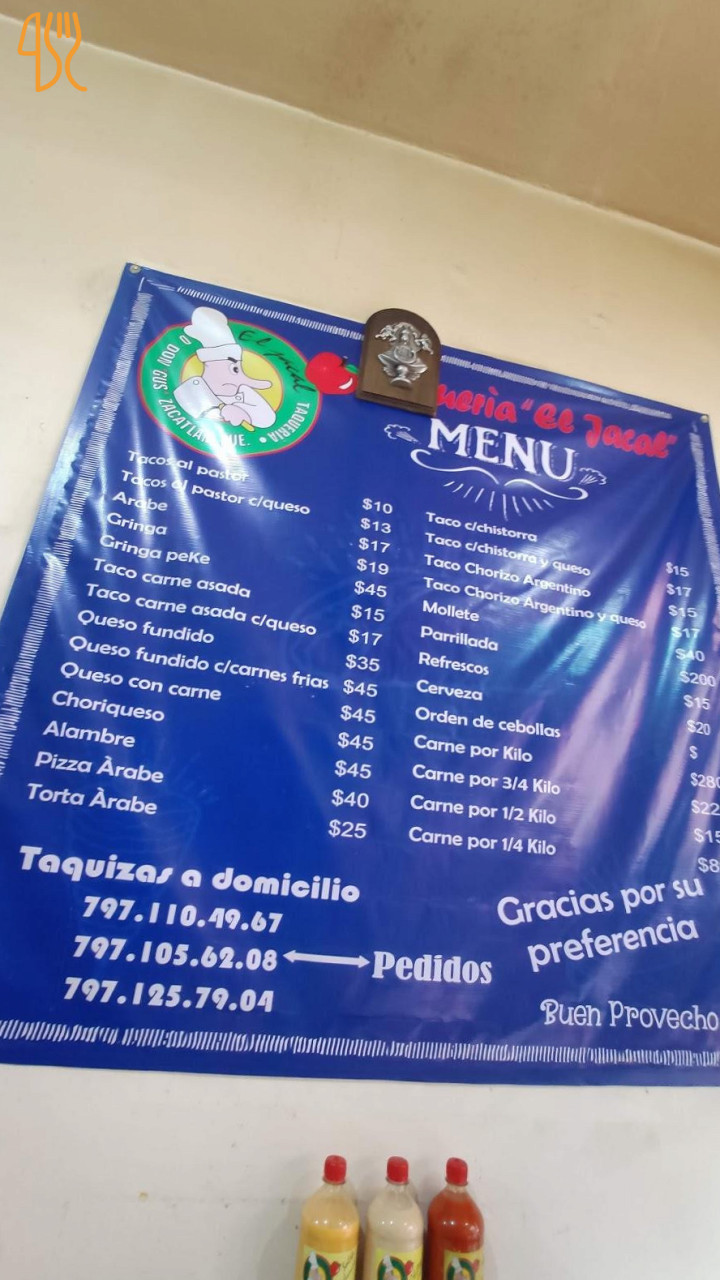 El Jacal
TAQUERIA
O DON GUS ZACATLAN PUE.
"El Jacal"
MENU
Tacos al pastor $10
Tacos al pastor c/queso $13
Arabe $17
Gringa $19
Gringa peKe $45
Taco carne asada $15
Taco carne asada c/queso $17
Queso fundido $35
Queso fundido c/carnes frias $45
Queso con carne $45
Choriqueso $45
Alambre $45
Pizza Àrabe $40
Torta Àrabe $25
Taco c/chistorra $15
Taco c/chistorra y queso $17
Taco Chorizo Argentino $15
Taco Chorizo Argentino y queso $17
Mollete $40
Parrillada $200
Refrescos $15
Cerveza $20
Orden de cebollas $
Carne por Kilo $280
Carne por 3/4 Kilo
Carne por 1/2 Kilo
Carne por 1/4 Kilo
Taquizas a domicilio
797.110.49.67
797.105.62.08 Pedidos
797.125.79.04
Gracias por su
preferencia
Buen Provecho